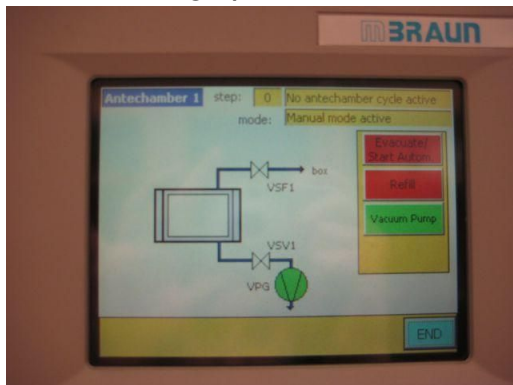 mBRAUN
Antechamber 1 step: 0 No antechamber cycle active
mode: Manual mode active
Evacuate/
Start Autom.
Refill
Vacuum Pump
box
VSF1
VSV1
VPG
END